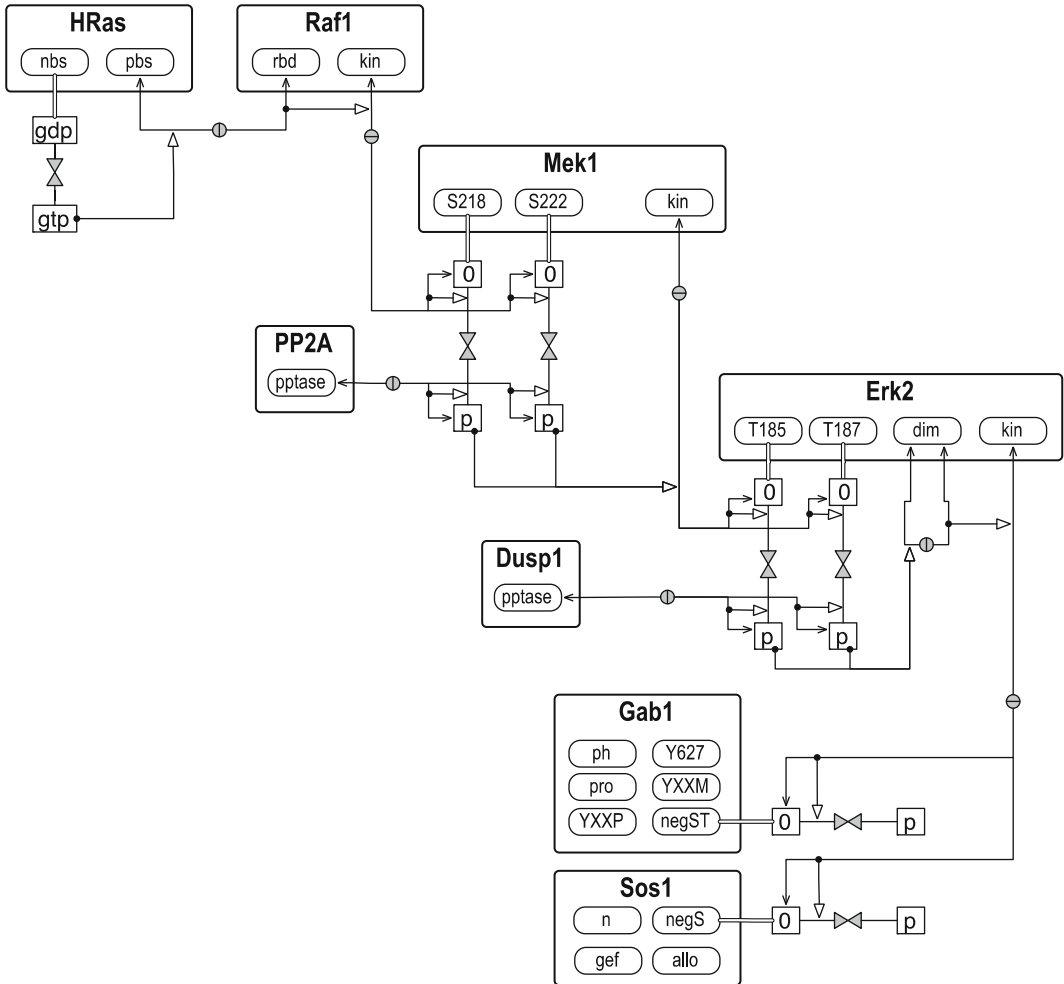 HRas
Raf1
nbs
pbs
rbd
kin
gdp
gtp
Mek1
S218
S222
kin
0
0
PP2A
pptase
p
p
Erk2
T185
T187
dim
kin
0
0
Dusp1
pptase
p
p
Gab1
ph
Y627
pro
YXXM
YXXP
negST
0
p
Sos1
n
negS
0
p
gef
allo